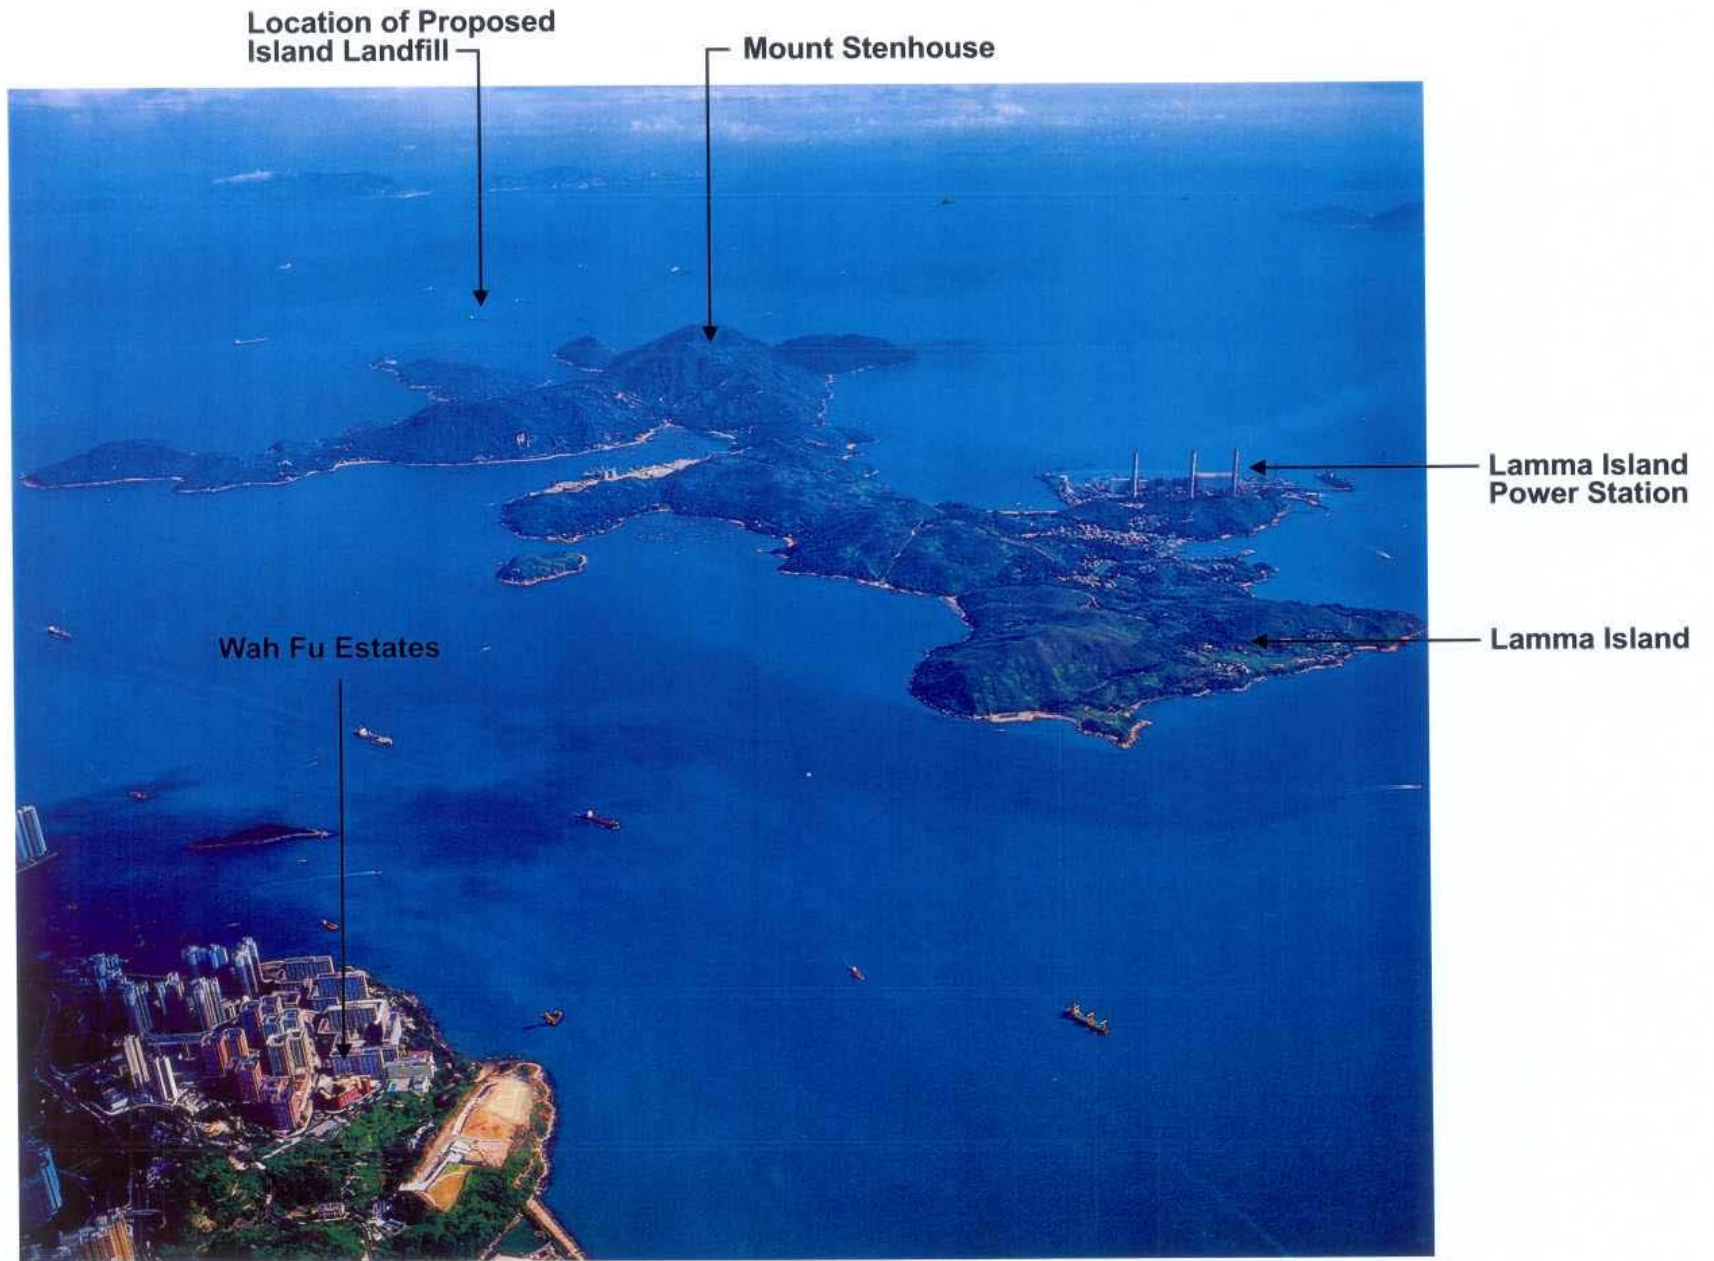 Location of Proposed
Island Landfill
Mount Stenhouse
Lamma Island
Power Station
Lamma Island
Wah Fu Estates